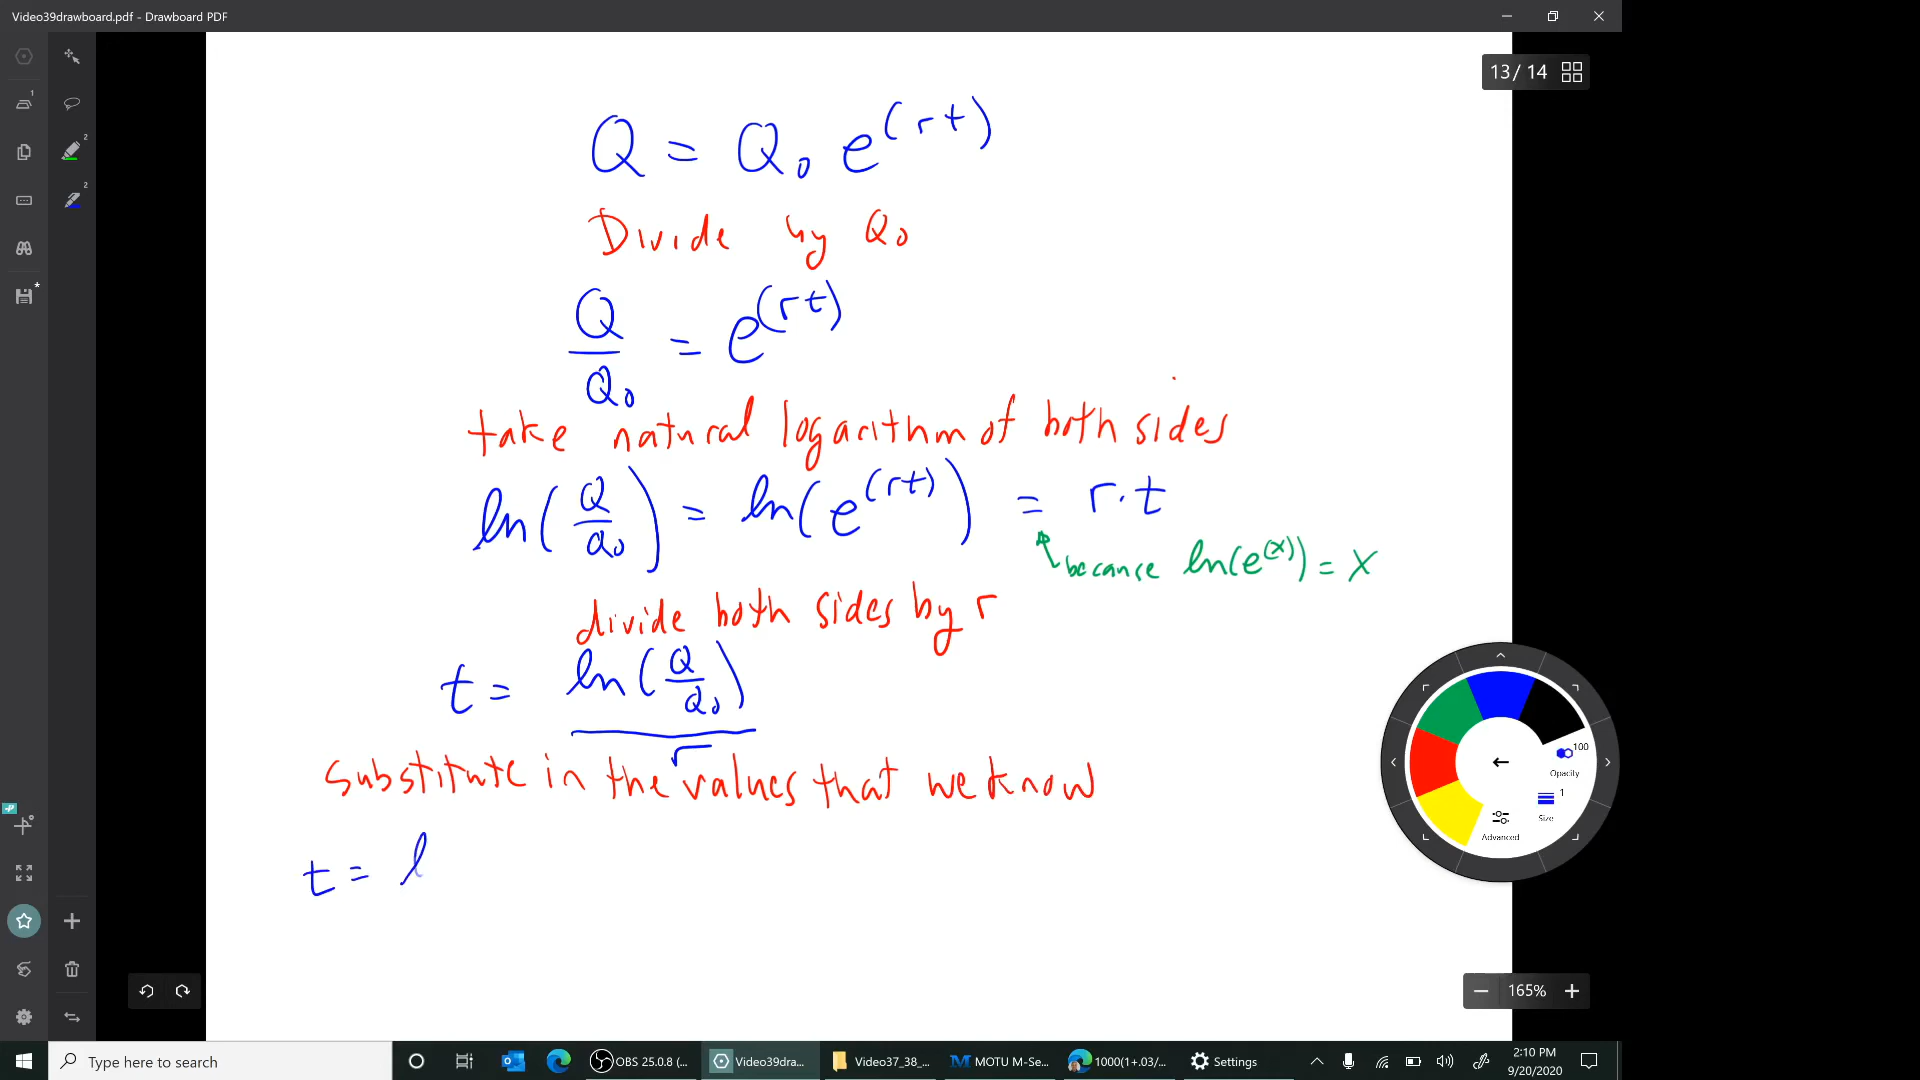 Video39drawboard.pdf - Drawboard PDF
13 / 14
1
2
2
*
Q = Q₀ e^(rt)
Divide by Q₀
Q/Q₀ = e^(rt)
take natural logarithm of both sides
ln(Q/Q₀) = ln(e^(rt)) = r·t
because ln(e^(x)) = x
divide both sides by r
t = ln(Q/Q₀)/r
substitute in the values that we know
t = l
100
Opacity
1
Size
Advanced
165%
Type here to search
OBS 25.0.8 (...
Video39dra...
Video37_38_...
MOTU M-Se...
1000(1+.03/...
Settings
2:10 PM
9/20/2020